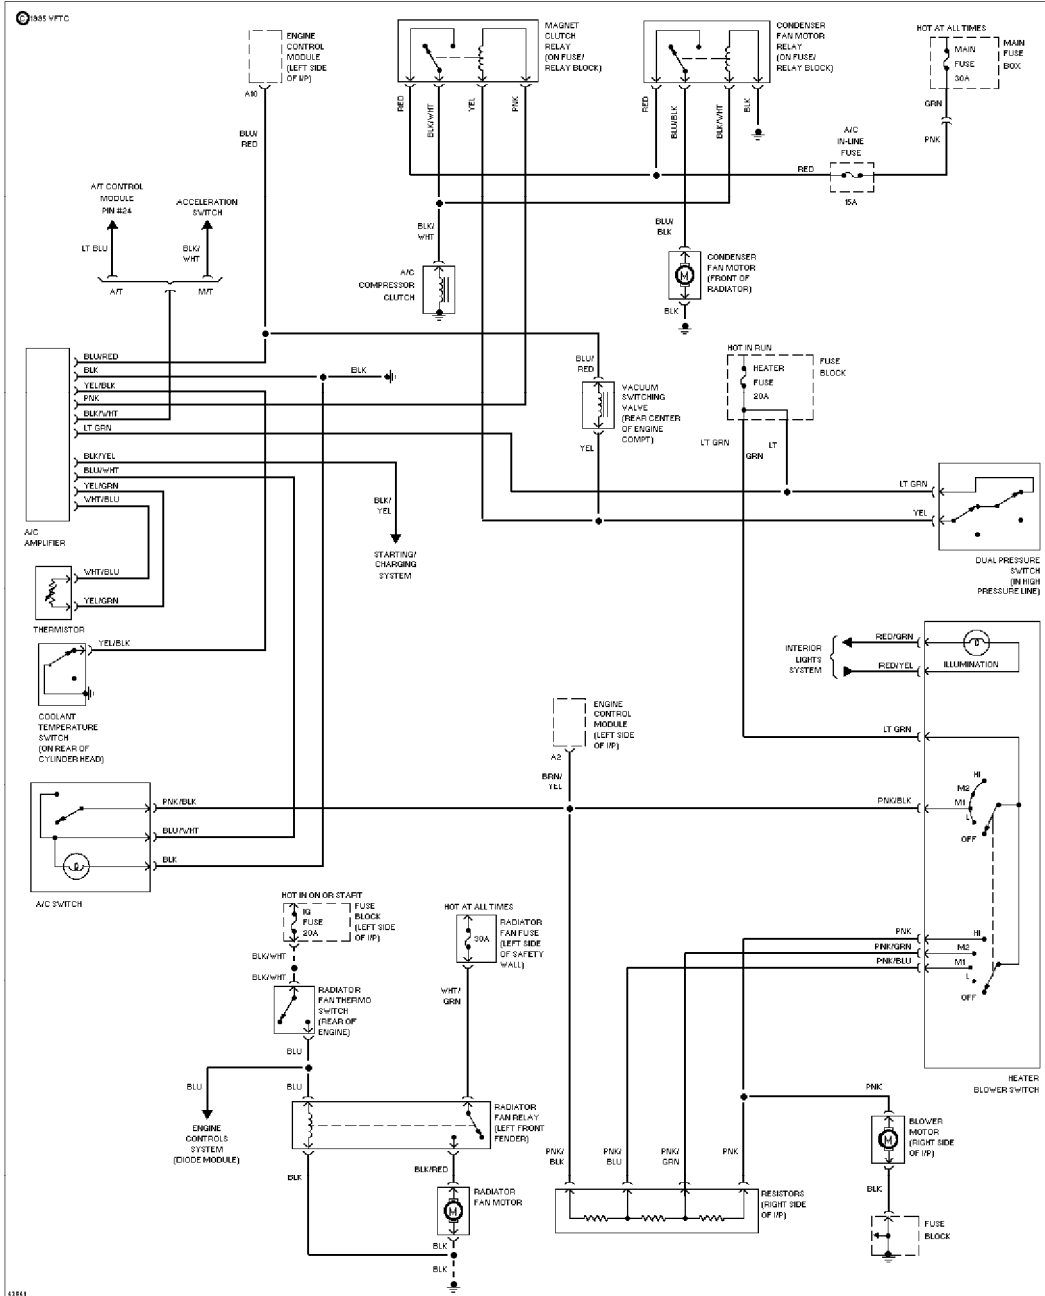 © 1995 VFTC
ENGINE
CONTROL
MODULE
(LEFT SIDE
OF I/P)
A10
BLU/
RED
MAGNET
CLUTCH
RELAY
(ON FUSE/
RELAY BLOCK)
RED
BLK/WHT
YEL
PNK
CONDENSER
FAN MOTOR
RELAY
(ON FUSE/
RELAY BLOCK)
RED
BLU/BLK
BLK/WHT
BLK
HOT AT ALL TIMES
MAIN
FUSE
30A
MAIN
FUSE
BOX
GRN
PNK
A/C
IN-LINE
FUSE
RED
15A
A/T CONTROL
MODULE
PIN #24
ACCELERATION
SWITCH
LT BLU
BLK/
WHT
A/T
M/T
BLK/
WHT
A/C
COMPRESSOR
CLUTCH
BLU/
BLK
M
CONDENSER
FAN MOTOR
(FRONT OF
RADIATOR)
BLK
BLU/RED
BLK
YEL/BLK
PNK
BLK/WHT
LT GRN
BLK/YEL
BLU/WHT
YEL/GRN
WHT/BLU
A/C
AMPLIFIER
BLK
BLU/
RED
VACUUM
SWITCHING
VALVE
(REAR CENTER
OF ENGINE
COMPT)
YEL
HOT IN RUN
HEATER
FUSE
20A
FUSE
BLOCK
LT GRN
LT
GRN
BLK/
YEL
STARTING/
CHARGING
SYSTEM
LT GRN
YEL
DUAL PRESSURE
SWITCH
(IN HIGH
PRESSURE LINE)
WHT/BLU
YEL/GRN
THERMISTOR
YEL/BLK
COOLANT
TEMPERATURE
SWITCH
(ON REAR OF
CYLINDER HEAD)
INTERIOR
LIGHTS
SYSTEM
RED/GRN
RED/YEL
ILLUMINATION
LT GRN
ENGINE
CONTROL
MODULE
(LEFT SIDE
OF I/P)
A2
BRN/
YEL
PNK/BLK
BLU/WHT
BLK
A/C SWITCH
PNK/BLK
HI
M2
M1
L
OFF
PNK
PNK/GRN
PNK/BLU
HI
M2
M1
L
OFF
HEATER
BLOWER SWITCH
HOT IN ON OR START
IG
FUSE
20A
FUSE
BLOCK
(LEFT SIDE
OF I/P)
BLK/WHT
BLK/WHT
RADIATOR
FAN THERMO
SWITCH
(REAR OF
ENGINE)
BLU
BLU
BLU
ENGINE
CONTROLS
SYSTEM
(DIODE MODULE)
HOT AT ALL TIMES
30A
RADIATOR
FAN FUSE
(LEFT SIDE
OF SAFETY
WALL)
WHT/
GRN
RADIATOR
FAN RELAY
(LEFT FRONT
FENDER)
BLK
BLK/RED
M
RADIATOR
FAN MOTOR
BLK
BLK
PNK/
BLK
PNK/
BLU
PNK/
GRN
PNK
RESISTORS
(RIGHT SIDE
OF I/P)
PNK
M
BLOWER
MOTOR
(RIGHT SIDE
OF I/P)
BLK
FUSE
BLOCK